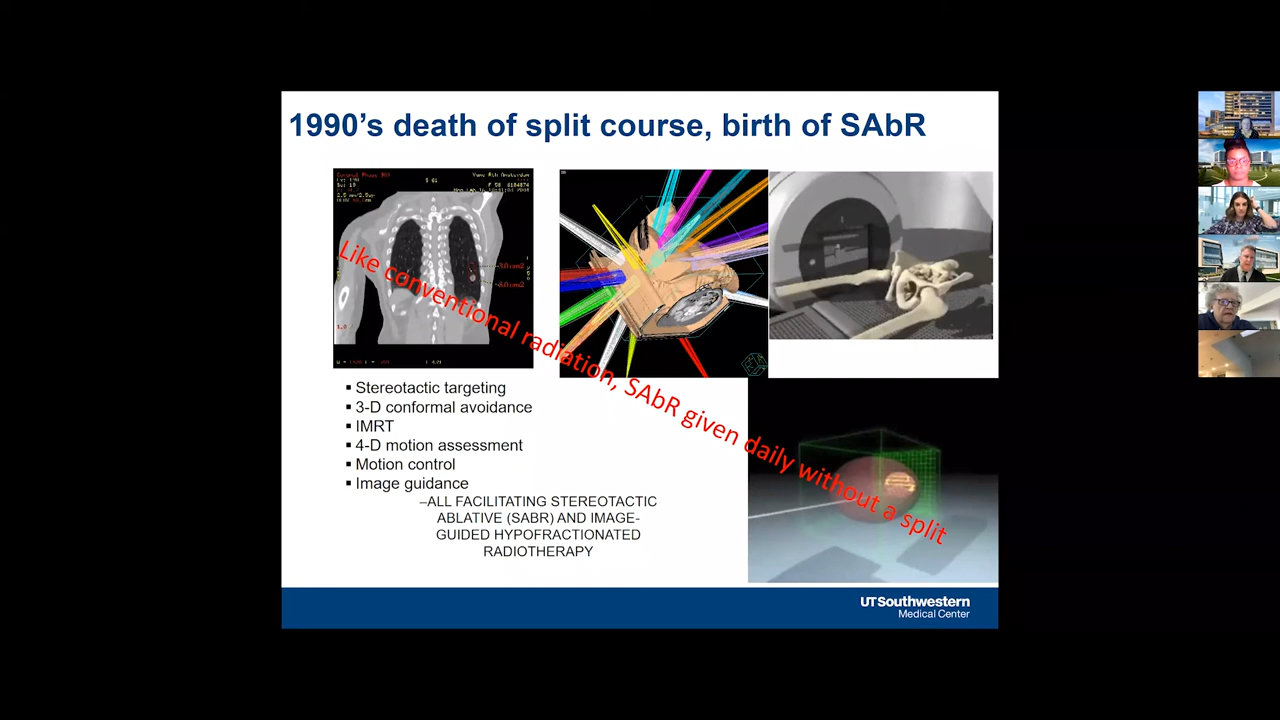 1990's death of split course, birth of SAbR
Like conventional radiation, SAbR given daily without a split
▪ Stereotactic targeting
▪ 3-D conformal avoidance
▪ IMRT
▪ 4-D motion assessment
▪ Motion control
▪ Image guidance
–ALL FACILITATING STEREOTACTIC
ABLATIVE (SABR) AND IMAGE-
GUIDED HYPOFRACTIONATED
RADIOTHERAPY
UTSouthwestern
Medical Center